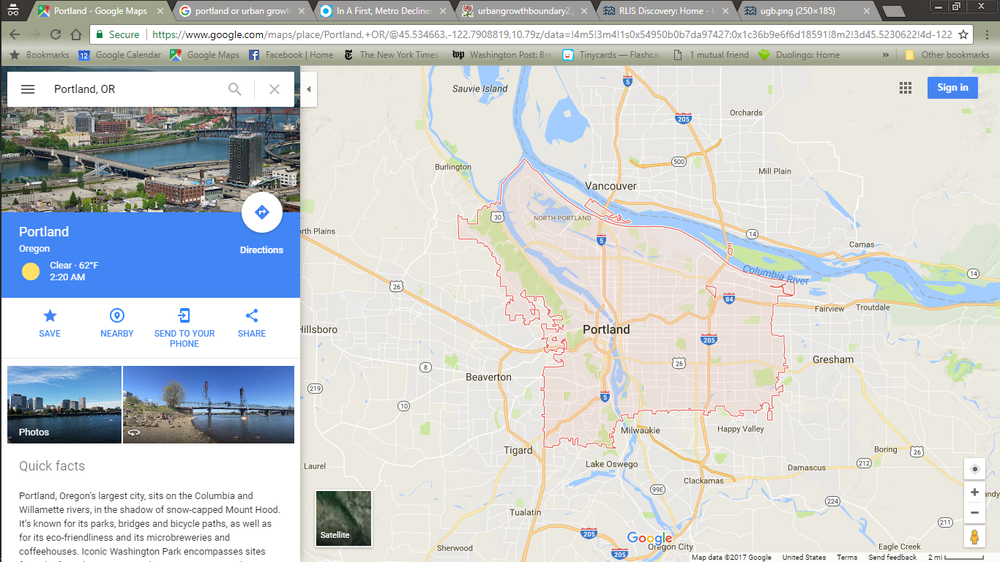 Portland - Google Maps
portland or urban growt
In A First, Metro Declines
urbangrowthboundary2.j
RLIS Discovery: Home - U
ugb.png (250×185)
Secure
https://www.google.com/maps/place/Portland,+OR/@45.534663,-122.7908819,10.79z/data=!4m5!3m4!1s0x54950b0b7da97427:0x1c36b9e6f6d18591!8m2!3d45.5230622!4d-122
Bookmarks
12
Google Calendar
Google Maps
Facebook | Home
The New York Times
wp
Washington Post: Bre
Tinycards — Flashcar
1 mutual friend
Duolingo: Home
»
Other bookmarks
Portland, OR
Portland
Oregon
Directions
Clear · 62°F
2:20 AM
SAVE
NEARBY
SEND TO YOUR
PHONE
SHARE
Photos
Quick facts
Portland, Oregon's largest city, sits on the Columbia and
Willamette rivers, in the shadow of snow-capped Mount Hood.
It's known for its parks, bridges and bicycle paths, as well as
for its eco-friendliness and its microbreweries and
coffeehouses. Iconic Washington Park encompasses sites
Sign in
Sauvie Island
5
205
Orchards
500
Burlington
Vancouver
Mill Plain
30
NORTH PORTLAND
orth Plains
5
14
Camas
Columbia River
14
26
84
Fairview
Troutdale
Hillsboro
Portland
205
8
26
Gresham
Beaverton
219
10
5
Milwaukie
Happy Valley
Tigard
Boring
26
Laurel
Lake Oswego
Damascus
212
Clackamas
99E
224
ndy
Tualatin
211
205
Satellite
Sherwood
Google
Oregon City
205
Eagle Creek
Map data ©2017 Google
United States
Terms
Send feedback
2 mi